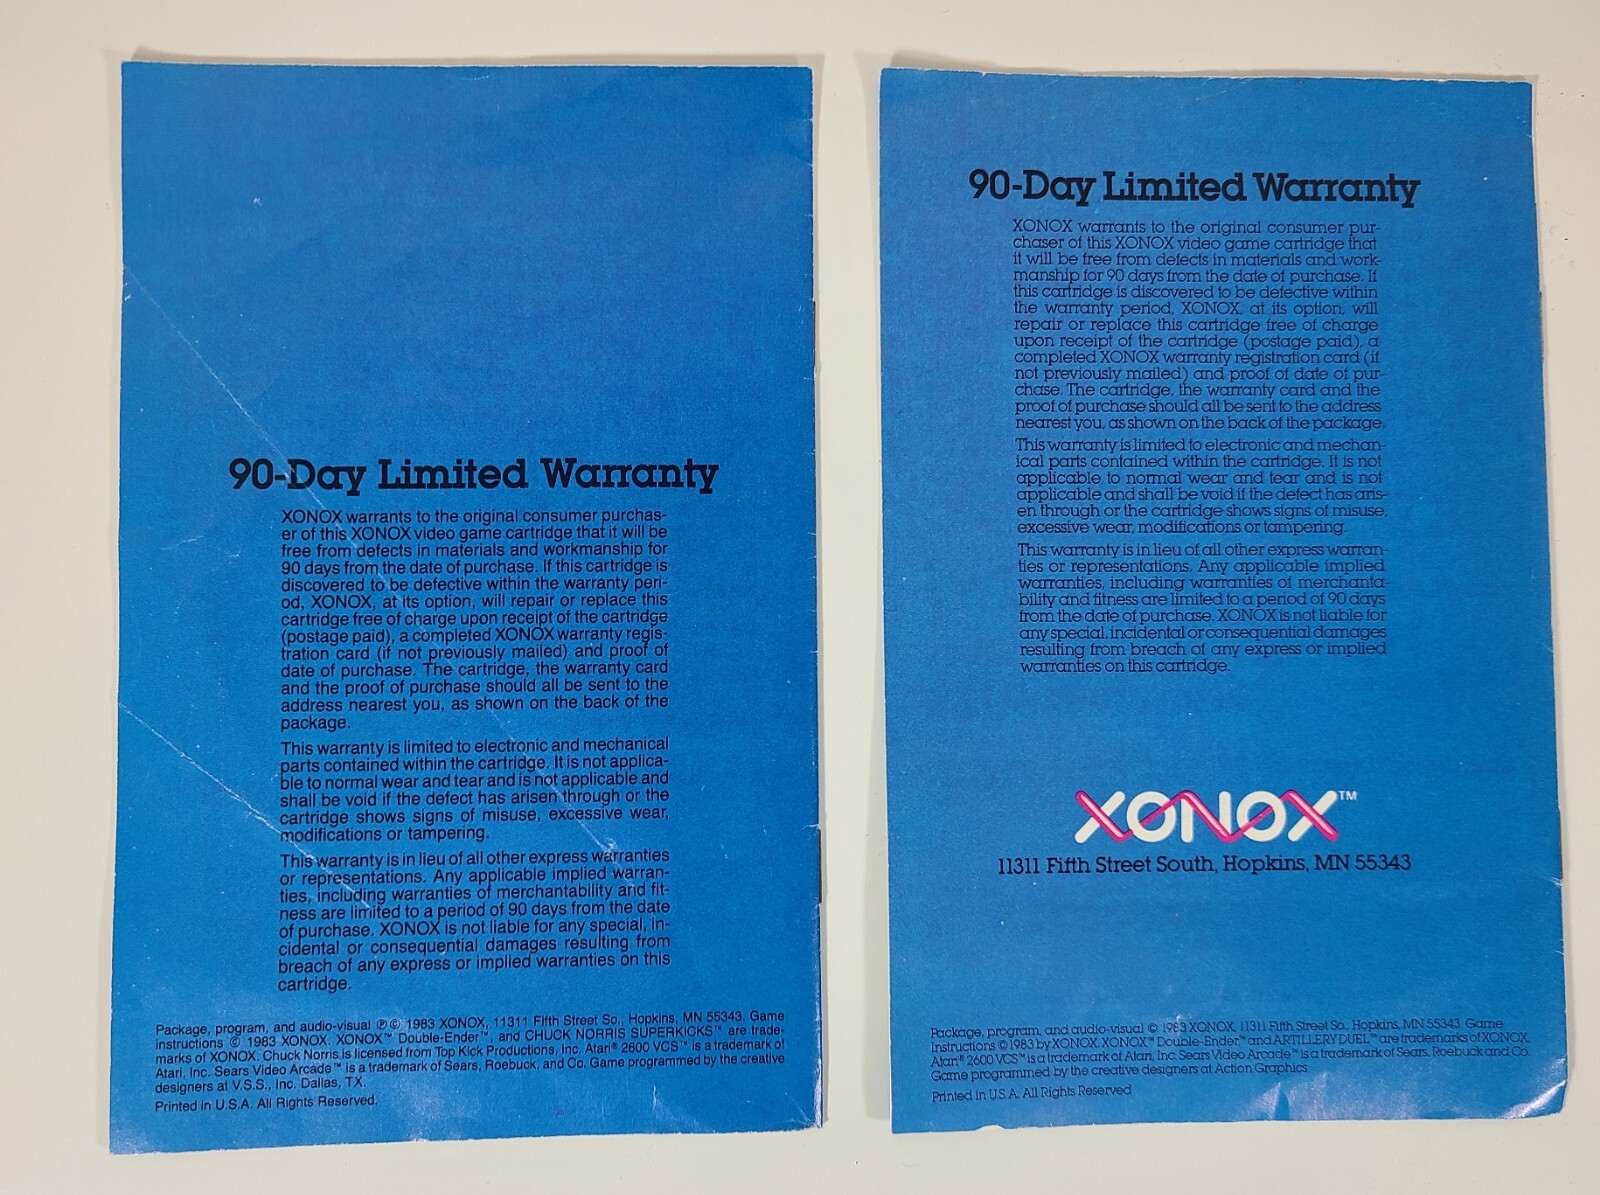 90-Day Limited Warranty
XONOX warrants to the original consumer purchas-
er of this XONOX video game cartridge that it will be
free from defects in materials and workmanship for
90 days from the date of purchase. If this cartridge is
discovered to be defective within the warranty peri-
od, XONOX, at its option, will repair or replace this
cartridge free of charge upon receipt of the cartridge
(postage paid), a completed XONOX warranty regis-
tration card (if not previously mailed) and proof of
date of purchase. The cartridge, the warranty card
and the proof of purchase should all be sent to the
address nearest you, as shown on the back of the
package.
This warranty is limited to electronic and mechanical
parts contained within the cartridge. It is not applica-
ble to normal wear and tear and is not applicable and
shall be void if the defect has arisen through or the
cartridge shows signs of misuse, excessive wear,
modifications or tampering.
This warranty is in lieu of all other express warranties
or representations. Any applicable implied warran-
ties, including warranties of merchantability and fit-
ness are limited to a period of 90 days from the date
of purchase. XONOX is not liable for any special, in-
cidental or consequential damages resulting from
breach of any express or implied warranties on this
cartridge.
Package, program, and audio-visual ℗© 1983 XONOX, 11311 Fifth Street So., Hopkins, MN 55343. Game
instructions © 1983 XONOX. XONOX™ Double-Ender™, and CHUCK NORRIS SUPERKICKS™ are trade-
marks of XONOX. Chuck Norris is licensed from Top Kick Productions, Inc. Atari® 2600 VCS™ is a trademark of
Atari, Inc. Sears Video Arcade™ is a trademark of Sears, Roebuck, and Co. Game programmed by the creative
designers at V.S.S., Inc. Dallas, TX.
Printed in U.S.A. All Rights Reserved.
90-Day Limited Warranty
XONOX warrants to the original consumer pur-
chaser of this XONOX video game cartridge that
it will be free from defects in materials and work-
manship for 90 days from the date of purchase. If
this cartridge is discovered to be defective within
the warranty period, XONOX, at its option, will
repair or replace this cartridge free of charge
upon receipt of the cartridge (postage paid), a
completed XONOX warranty registration card (if
not previously mailed) and proof of date of pur-
chase. The cartridge, the warranty card and the
proof of purchase should all be sent to the address
nearest you, as shown on the back of the package.
This warranty is limited to electronic and mechan-
ical parts contained within the cartridge. It is not
applicable to normal wear and tear and is not
applicable and shall be void if the defect has aris-
en through or the cartridge shows signs of misuse,
excessive wear, modifications or tampering.
This warranty is in lieu of all other express warran-
ties or representations. Any applicable implied
warranties, including warranties of merchanta-
bility and fitness are limited to a period of 90 days
from the date of purchase. XONOX is not liable for
any special, incidental or consequential damages
resulting from breach of any express or implied
warranties on this cartridge.
XONOX™
11311 Fifth Street South, Hopkins, MN 55343
Package, program, and audio-visual © 1983 XONOX, 11311 Fifth Street So., Hopkins, MN 55343. Game
Instructions © 1983 by XONOX. XONOX™ Double-Ender,™ and ARTILLERY DUEL™ are trademarks of XONOX.
Atari® 2600 VCS™ is a trademark of Atari, Inc. Sears Video Arcade™ is a trademark of Sears, Roebuck and Co.
Game programmed by the creative designers at Action Graphics
Printed in U.S.A. All Rights Reserved